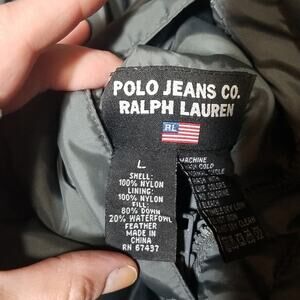 POLO JEANS CO.
RALPH LAUREN
RL
L
SHELL:
100% NYLON
LINING:
100% NYLON
FILL:
80% DOWN
20% WATERFOWL
FEATHER
MADE IN
CHINA
RN 67437
MACHINE
COLD